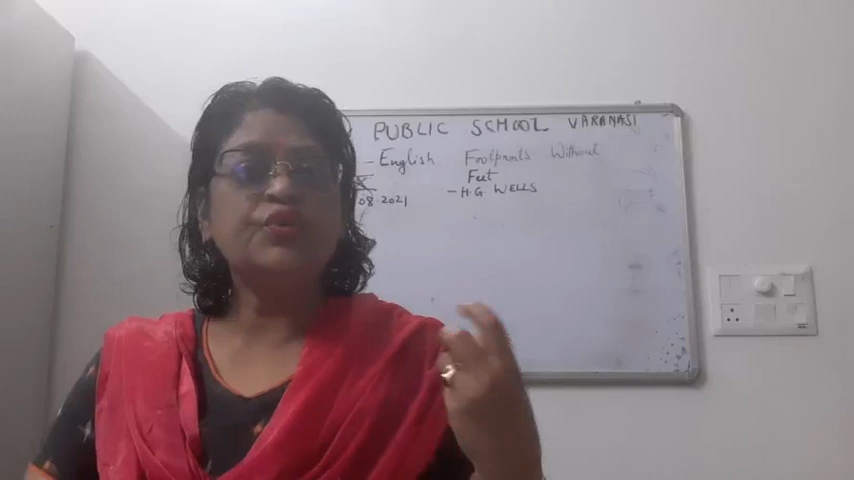 PUBLIC SCHOOL VARANASI
- English Footprints Without
Feet
08.2021 - H.G. WELLS